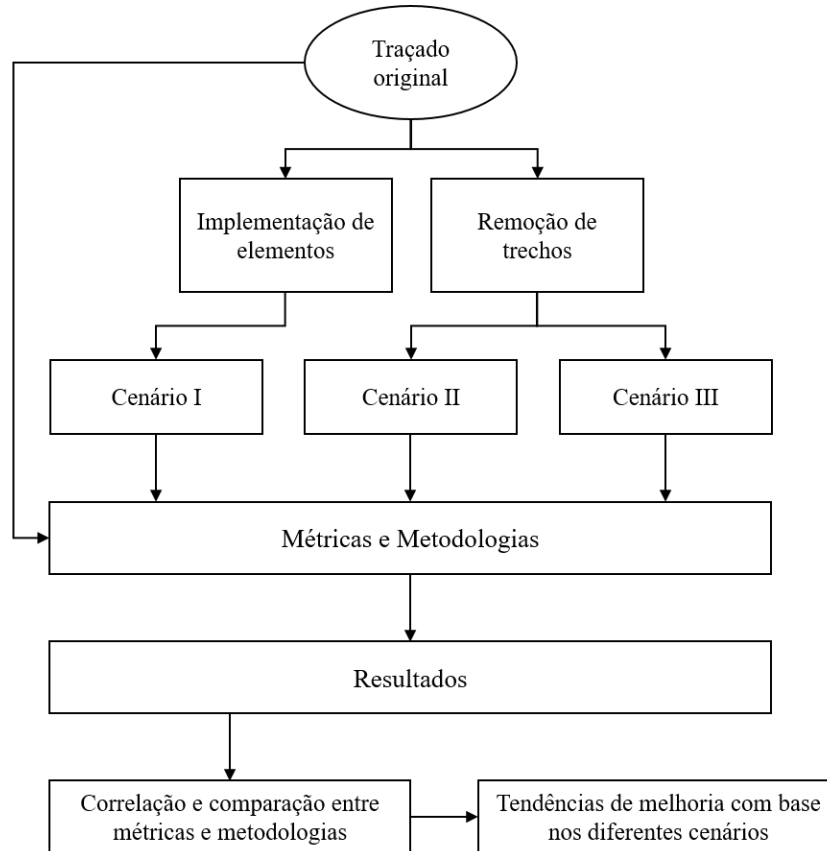 Traçado
original
Implementação de
elementos
Remoção de
trechos
Cenário I
Cenário II
Cenário III
Métricas e Metodologias
Resultados
Correlação e comparação entre
métricas e metodologias
Tendências de melhoria com base
nos diferentes cenários